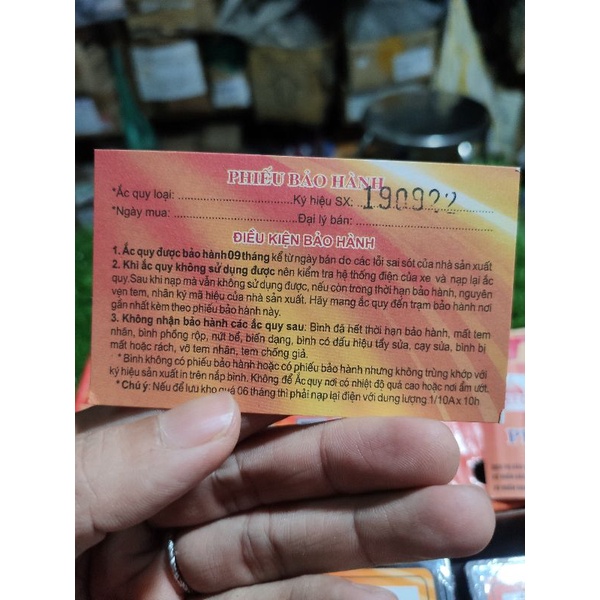 PHIẾU BẢO HÀNH
*Ắc quy loại: ........................ Ký hiệu SX: ..190922
*Ngày mua: ........................ Đại lý bán: ........................
ĐIỀU KIỆN BẢO HÀNH
1. Ắc quy được bảo hành 09 tháng kể từ ngày bán do các lỗi sai sót của nhà sản xuất
2. Khi ắc quy không sử dụng được nên kiểm tra hệ thống điện của xe và nạp lại ắc
quy. Sau khi nạp mà vẫn không sử dụng được, nếu còn trong thời hạn bảo hành, nguyên
vẹn tem, nhãn ký mã hiệu của nhà sản xuất. Hãy mang ắc quy đến trạm bảo hành nơi
gần nhất kèm theo phiếu bảo hành này.
3. Không nhận bảo hành các ắc quy sau: Bình đã hết thời hạn bảo hành, mất tem
nhãn, bình phồng rộp, nứt bể, biến dạng, bình có dấu hiệu tẩy sửa, cạy sửa, bình bị
mất hoặc rách, vỡ tem nhãn, tem chống giả.
* Bình không có phiếu bảo hành hoặc có phiếu bảo hành nhưng không trùng khớp với
ký hiệu sản xuất in trên nắp bình. Không để Ắc quy nơi có nhiệt độ quá cao hoặc nơi ẩm ướt.
* Chú ý: Nếu để lưu kho quá 06 tháng thì phải nạp lại điện với dung lượng 1/10A x 10h